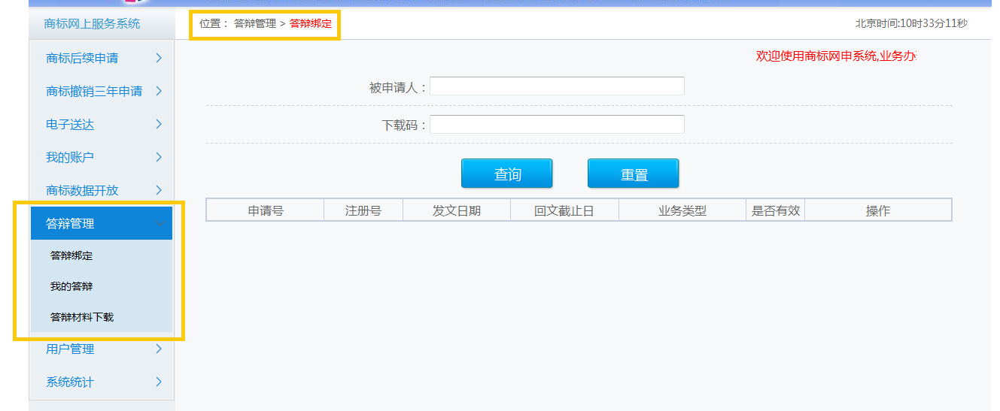 商标网上服务系统
位置： 答辩管理 > 答辩绑定
北京时间:10时33分11秒
商标后续申请
商标撤销三年申请
电子送达
我的账户
商标数据开放
答辩管理
答辩绑定
我的答辩
答辩材料下载
用户管理
系统统计
欢迎使用商标网申系统,业务办
被申请人：
下载码：
查询 重置
申请号 注册号 发文日期 回文截止日 业务类型 是否有效 操作